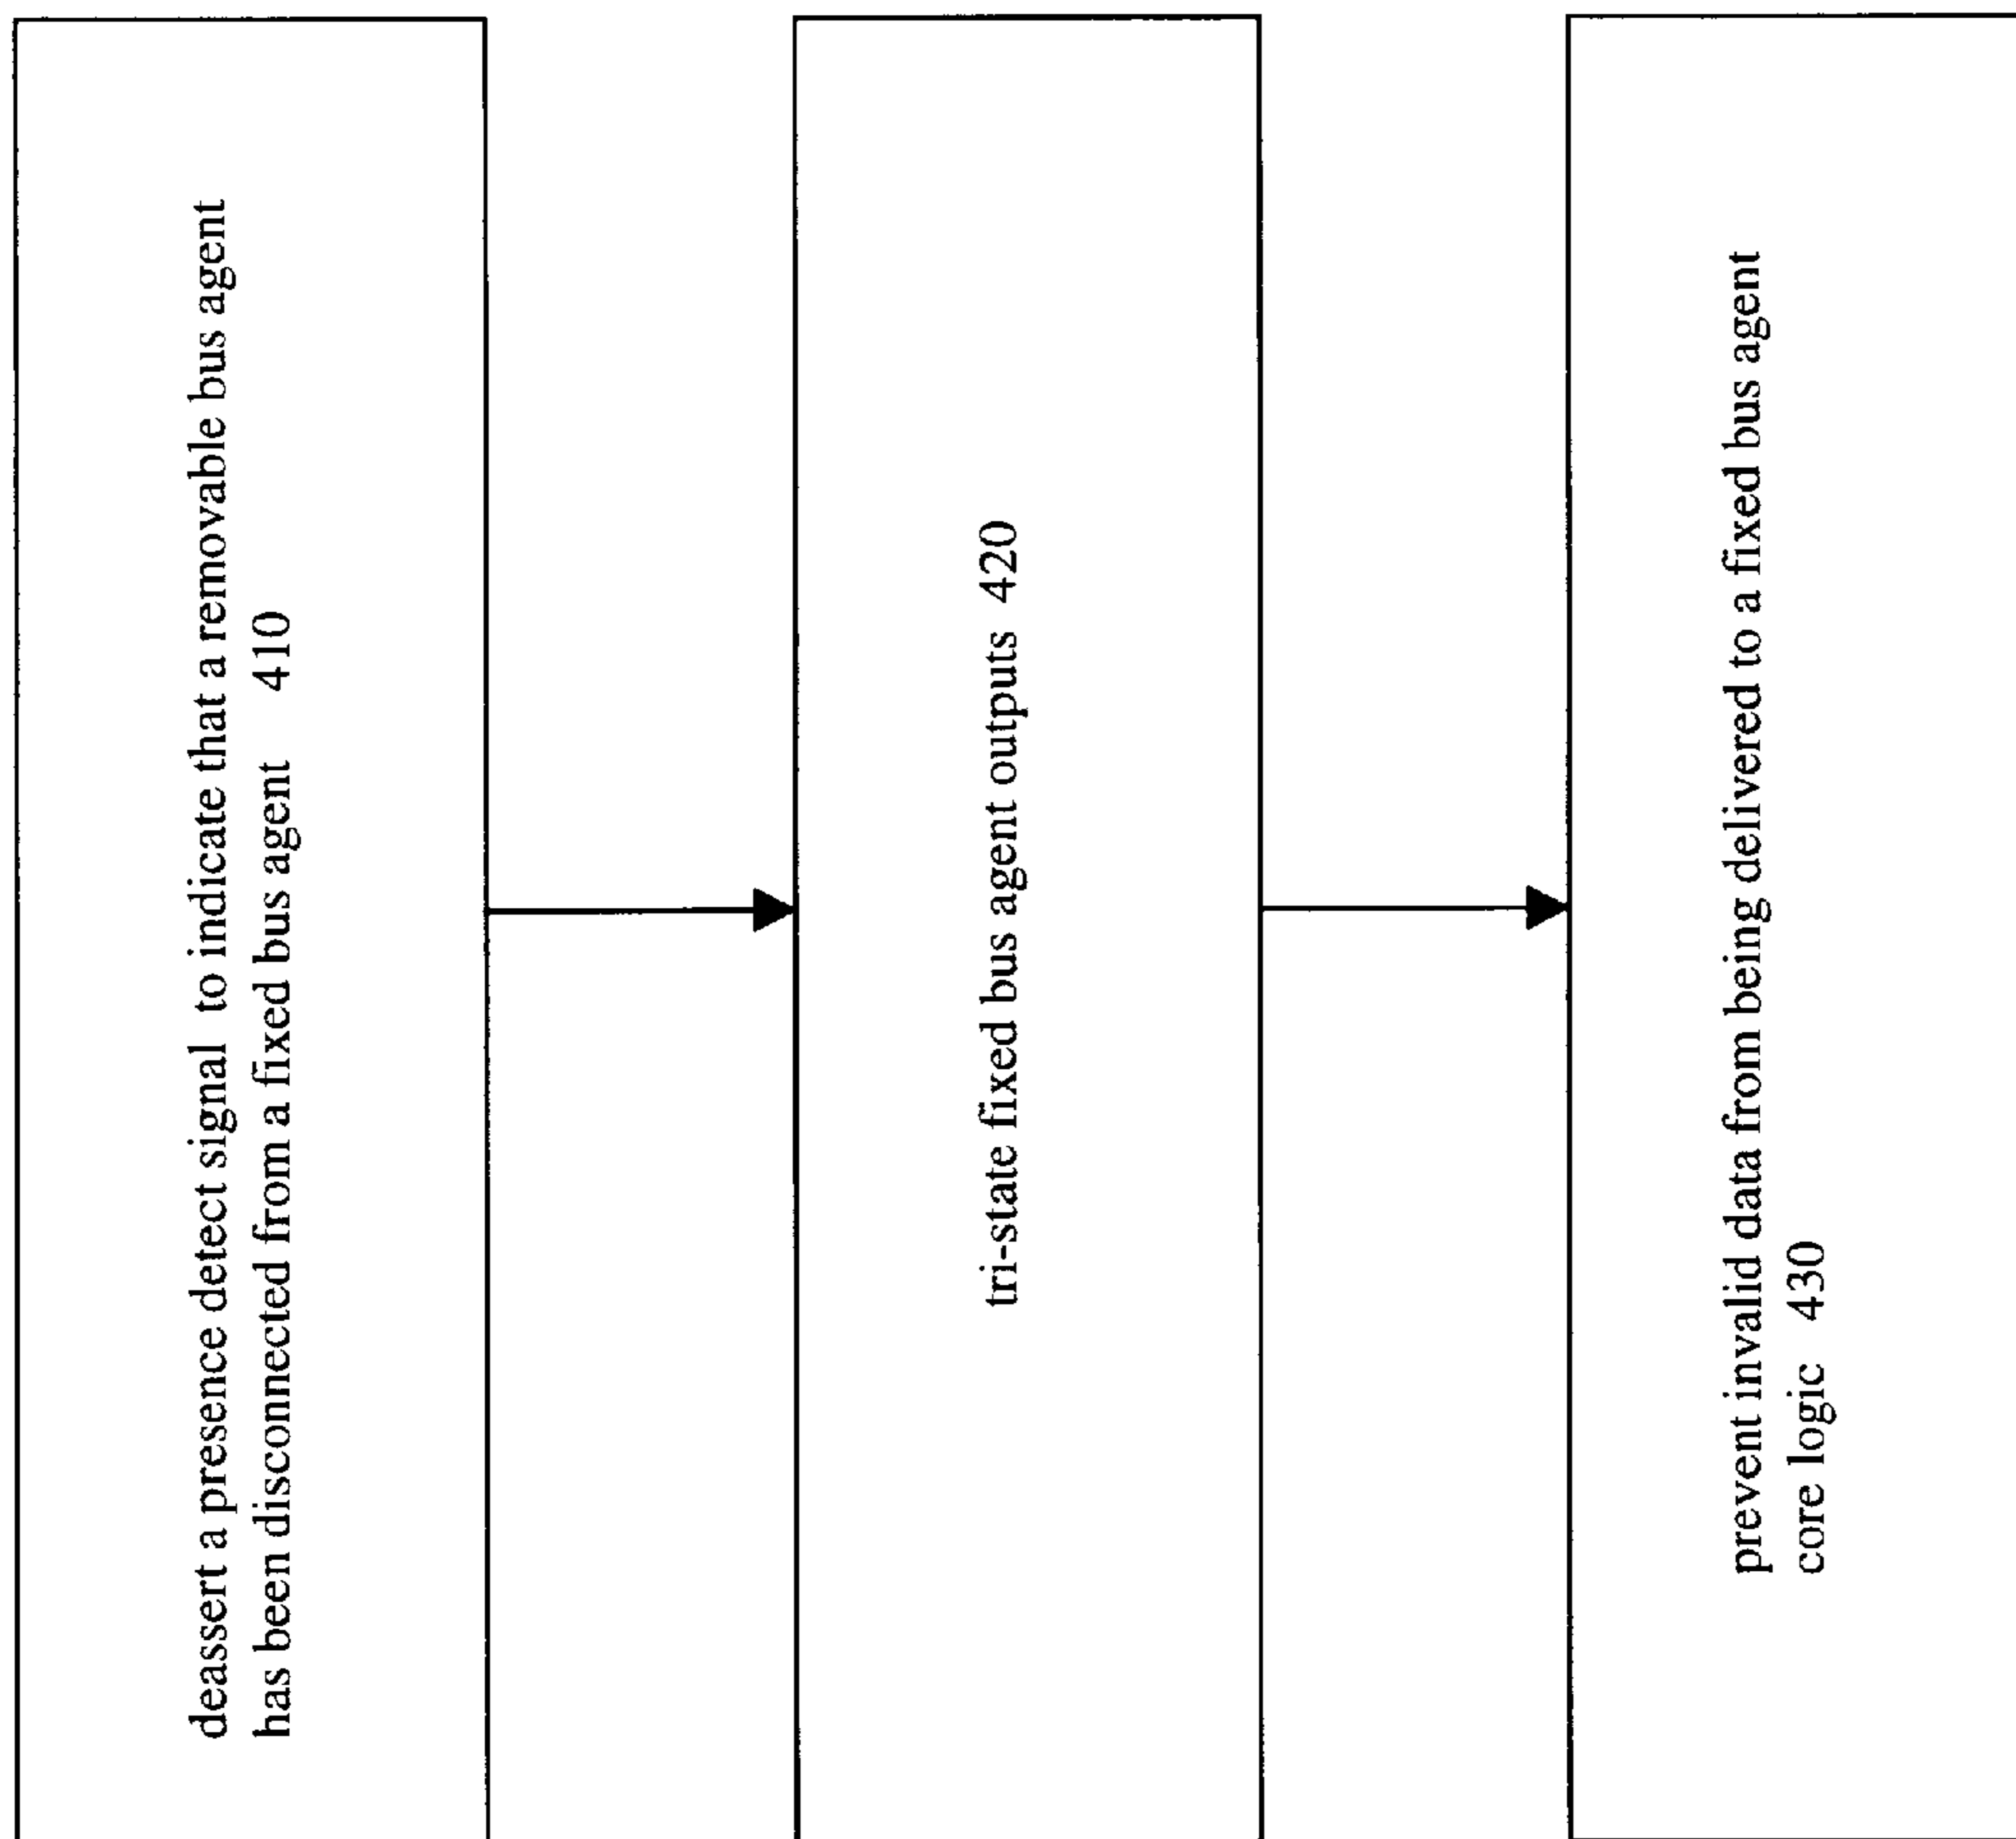 deassert a presence detect signal to indicate that a removable bus agent
has been disconnected from a fixed bus agent 410
tri-state fixed bus agent outputs 420
prevent invalid data from being delivered to a fixed bus agent
core logic 430